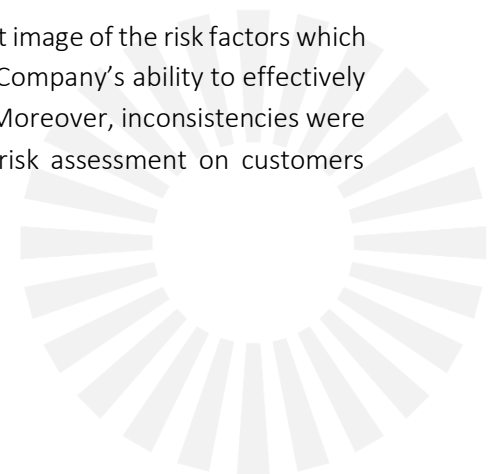 t image of the risk factors which
Company’s ability to effectively
Moreover, inconsistencies were
risk assessment on customers